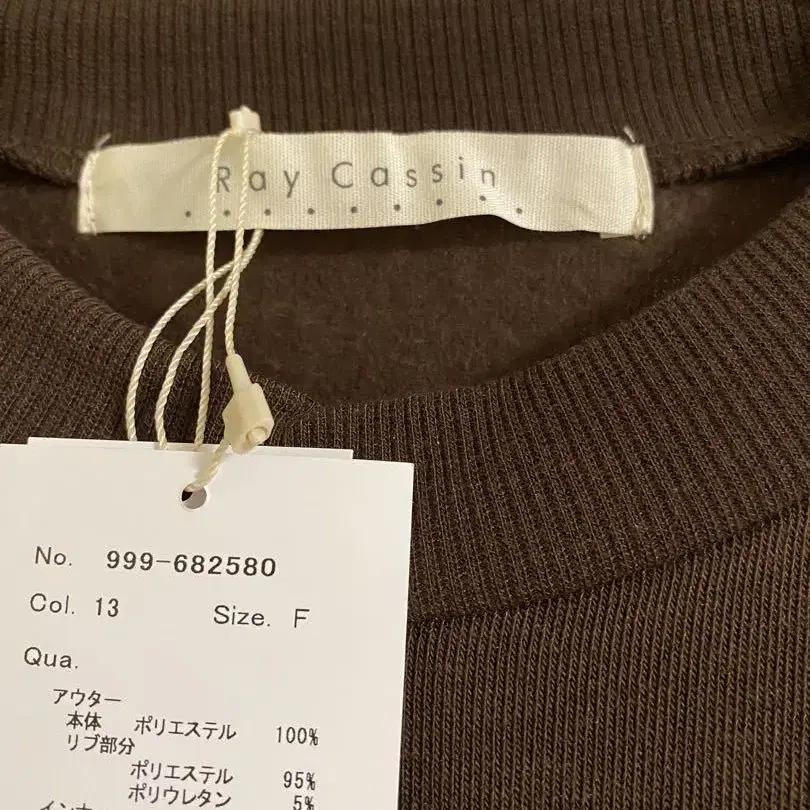 Ray Cassin
No. 999-682580
Col. 13 Size. F
Qua.
アウター
本体 ポリエステル 100%
リブ部分
ポリエステル 95%
ポリウレタン 5%